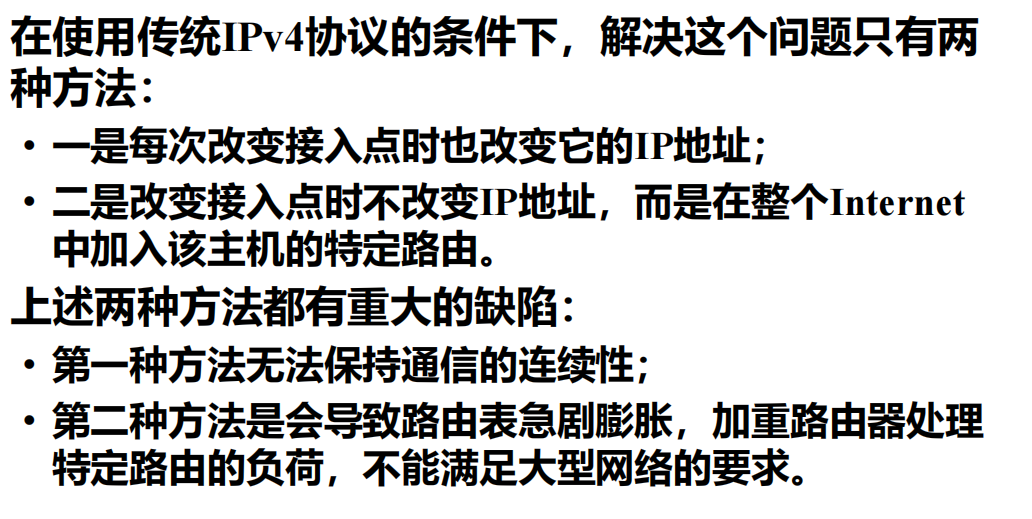 在使用传统IPv4协议的条件下，解决这个问题只有两
种方法：
• 一是每次改变接入点时也改变它的IP地址；
• 二是改变接入点时不改变IP地址，而是在整个Internet
中加入该主机的特定路由。
上述两种方法都有重大的缺陷：
• 第一种方法无法保持通信的连续性；
• 第二种方法是会导致路由表急剧膨胀，加重路由器处理
特定路由的负荷，不能满足大型网络的要求。